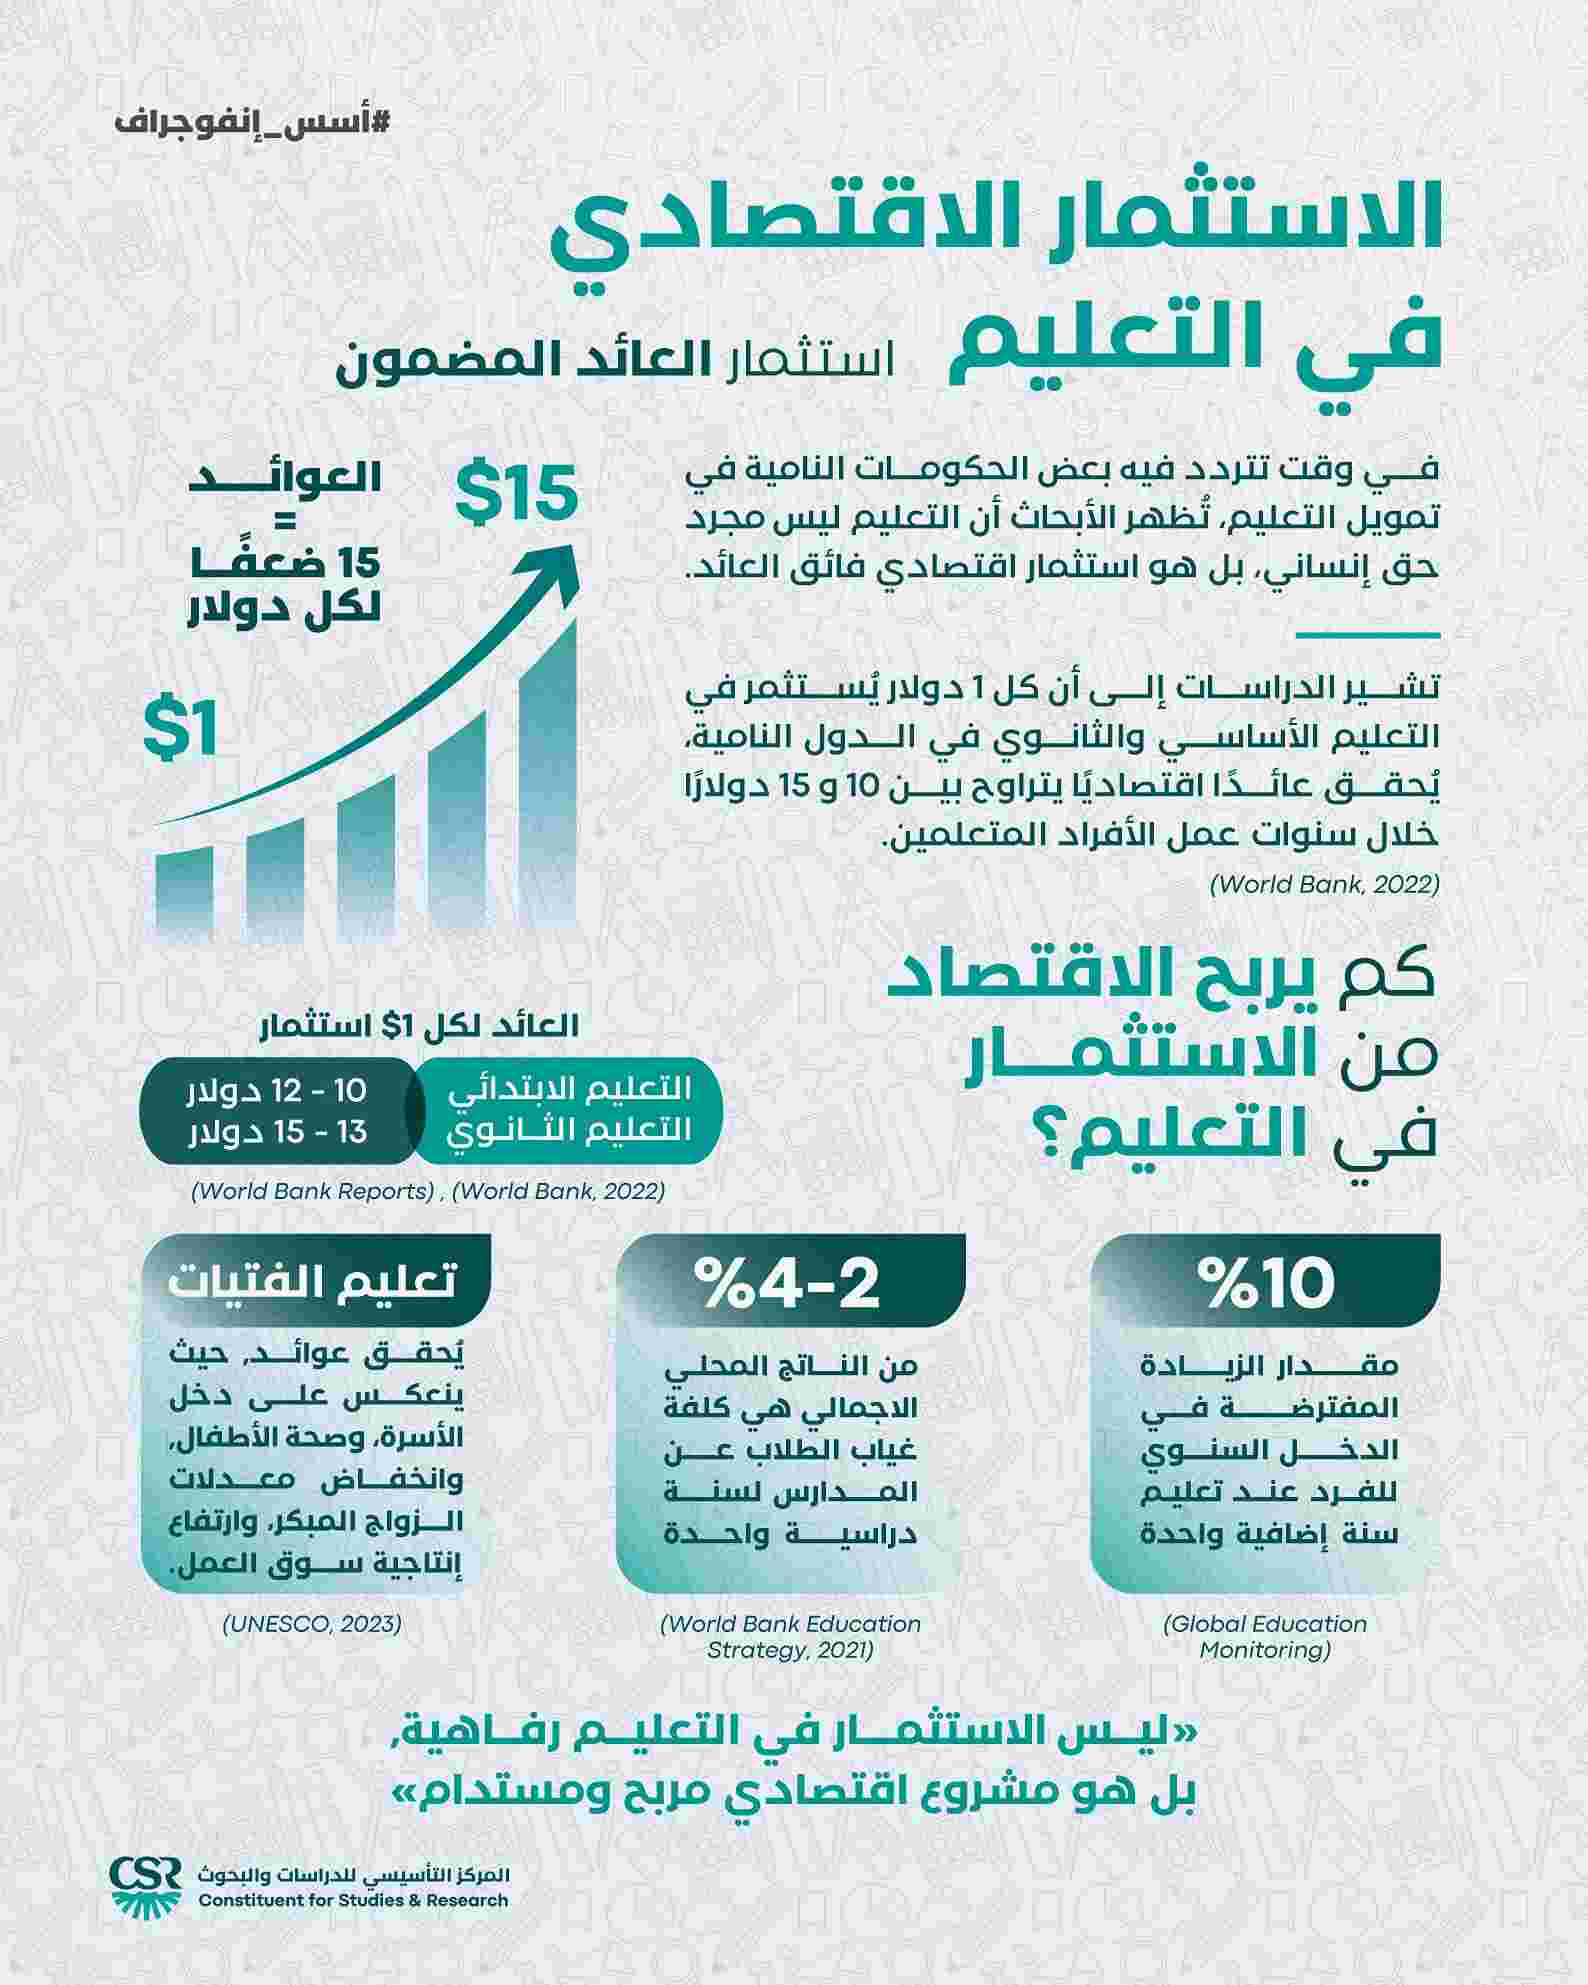 #أسس_إنفوجراف
الاستثمار الاقتصادي
في التعليم
استثمار العائد المضمون
في وقت تتردد فيه بعض الحكومات النامية في
تمويل التعليم، تُظهر الأبحاث أن التعليم ليس مجرد
حق إنساني، بل هو استثمار اقتصادي فائق العائد.
تشير الدراسات إلى أن كل 1 دولار يُستثمر في
التعليم الأساسي والثانوي في الدول النامية،
يُحقق عائدًا اقتصاديًا يتراوح بين 10 و 15 دولارًا
خلال سنوات عمل الأفراد المتعلمين.
(World Bank, 2022)
$15
العوائد
=
15 ضعفًا
لكل دولار
$1
كم يربح الاقتصاد
من الاستثمار
في التعليم؟
العائد لكل 1$ استثمار
التعليم الابتدائي 10 - 12 دولار
التعليم الثانوي 13 - 15 دولار
(World Bank Reports) , (World Bank, 2022)
%10
مقدار الزيادة
المفترضة في
الدخل السنوي
للفرد عند تعليم
سنة إضافية واحدة
(Global Education
Monitoring)
%4-2
من الناتج المحلي
الاجمالي هي كلفة
غياب الطلاب عن
المدارس لسنة
دراسية واحدة
(World Bank Education
Strategy, 2021)
تعليم الفتيات
يُحقق عوائد, حيث
ينعكس على دخل
الأسرة، وصحة الأطفال،
وانخفاض معدلات
الزواج المبكر، وارتفاع
إنتاجية سوق العمل.
(UNESCO, 2023)
«ليس الاستثمار في التعليم رفاهية,
بل هو مشروع اقتصادي مربح ومستدام»
CSR
المركز التأسيسي للدراسات والبحوث
Constituent for Studies & Research